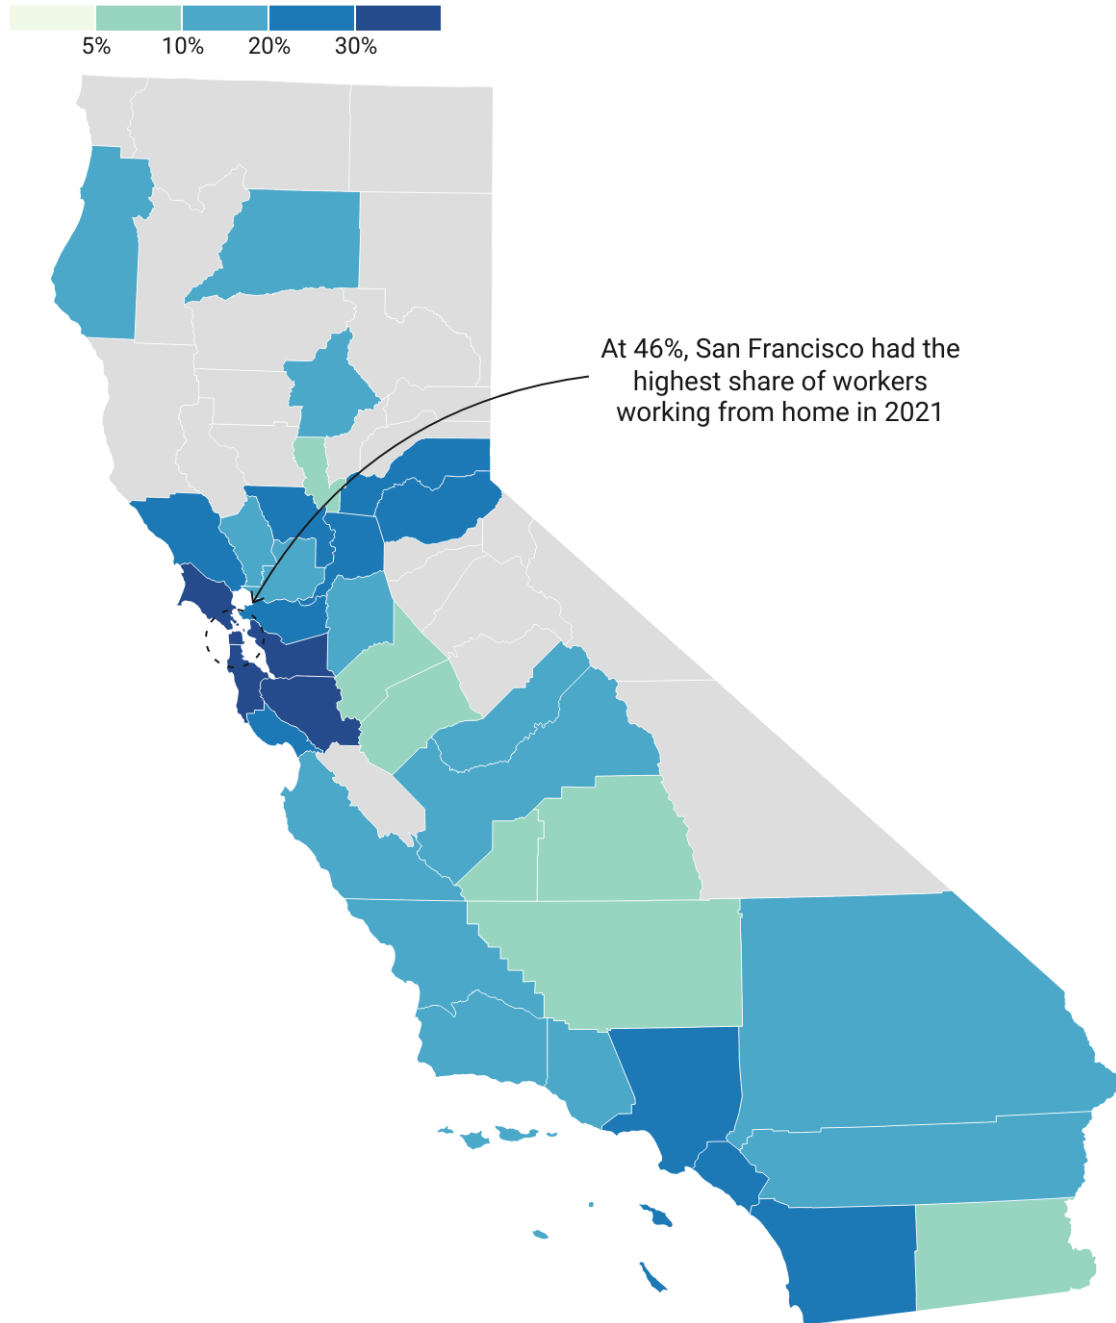 5% 10% 20% 30%
At 46%, San Francisco had the
highest share of workers
working from home in 2021